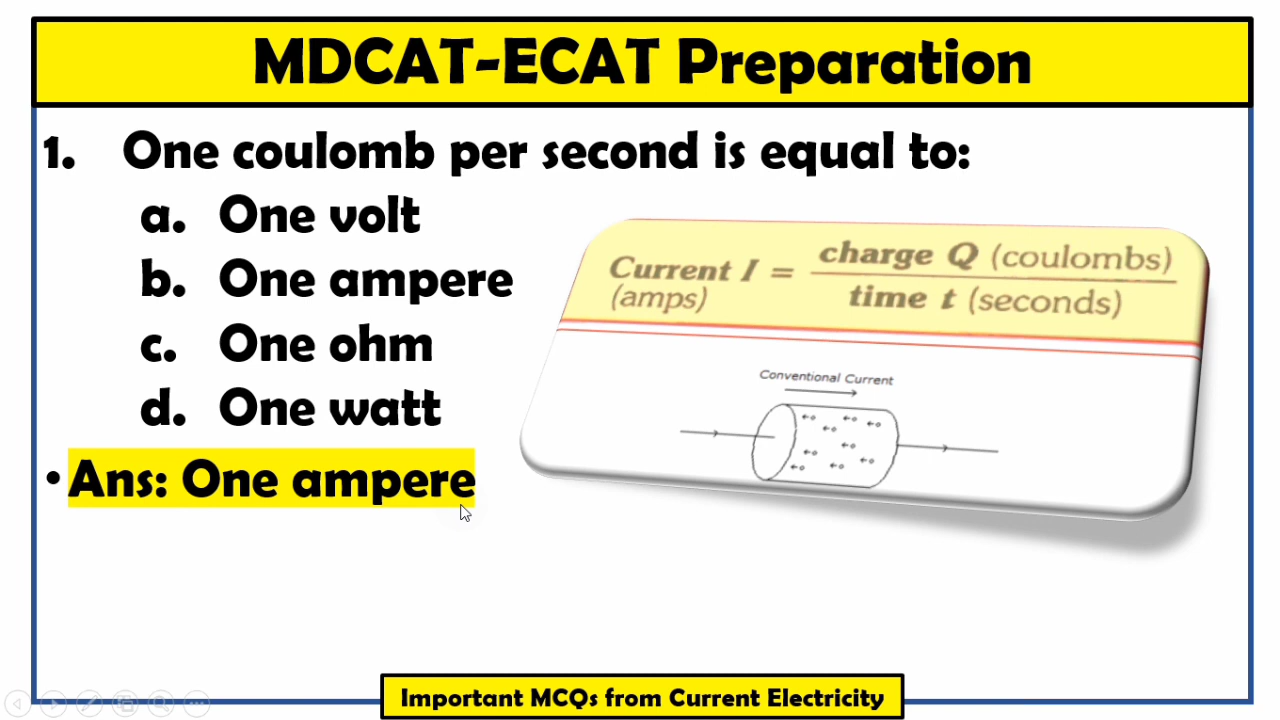 MDCAT-ECAT Preparation
1. One coulomb per second is equal to:
a. One volt
b. One ampere
c. One ohm
d. One watt
• Ans: One ampere
Current I = charge Q (coulombs)
(amps) time t (seconds)
Conventional Current
Important MCQs from Current Electricity